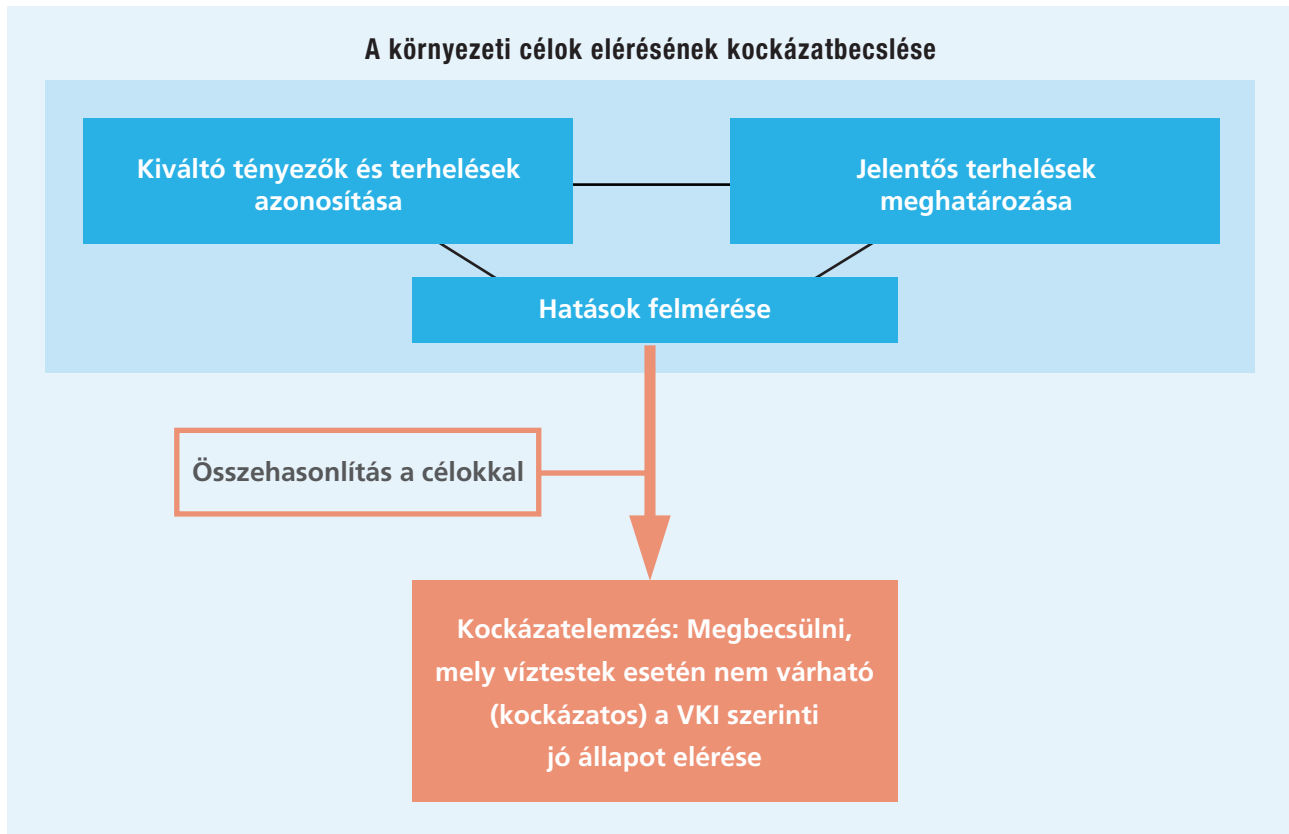 A környezeti célok elérésének kockázatbecslése
Kiváltó tényezők és terhelések
azonosítása
Jelentős terhelések
meghatározása
Hatások felmérése
Összehasonlítás a célokkal
Kockázatelemzés: Megbecsülni,
mely víztestek esetén nem várható
(kockázatos) a VKI szerinti
jó állapot elérése